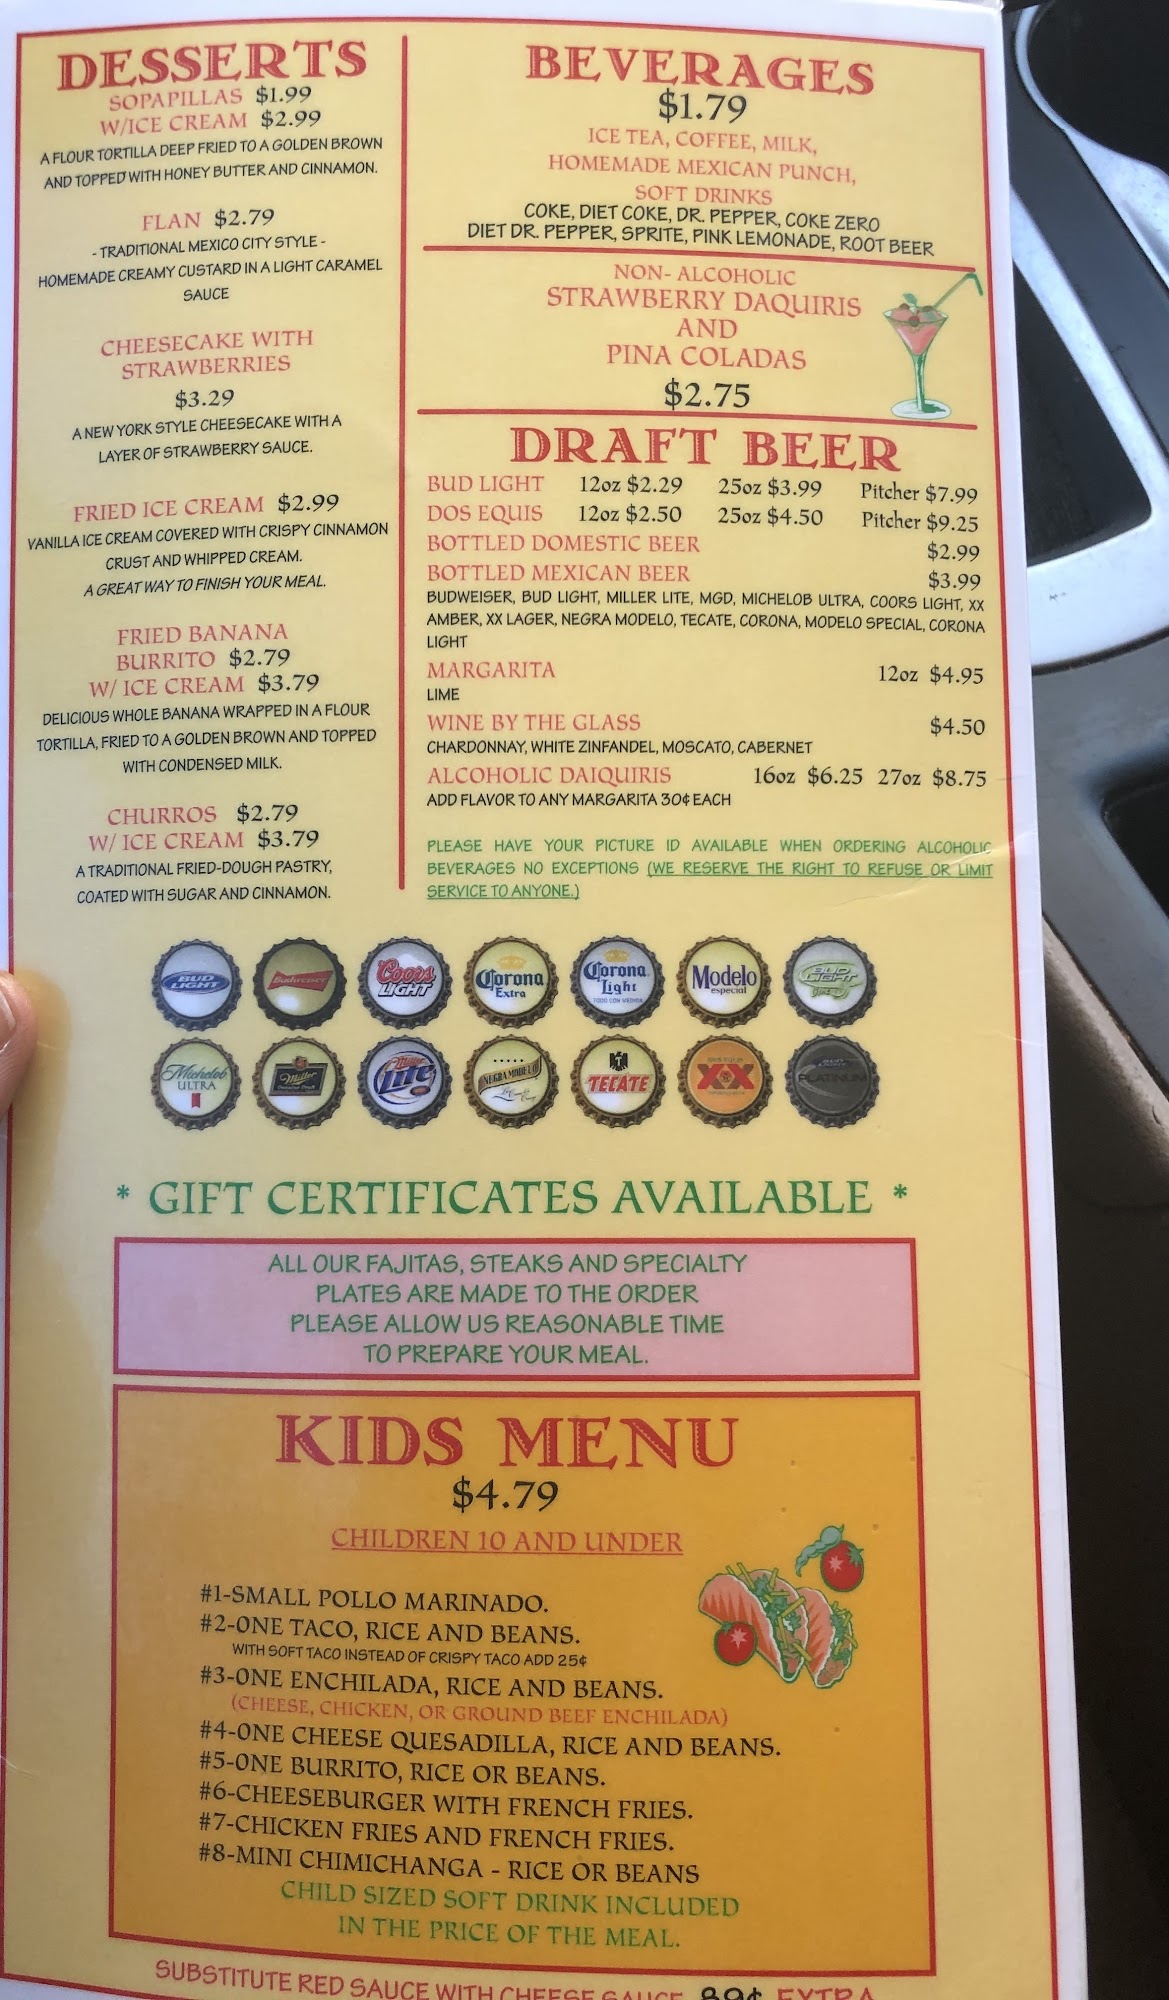 DESSERTS
SOPAPILLAS $1.99
W/ICE CREAM $2.99
A FLOUR TORTILLA DEEP FRIED TO A GOLDEN BROWN
AND TOPPED WITH HONEY BUTTER AND CINNAMON.
FLAN $2.79
- TRADITIONAL MEXICO CITY STYLE -
HOMEMADE CREAMY CUSTARD IN A LIGHT CARAMEL
SAUCE
CHEESECAKE WITH
STRAWBERRIES
$3.29
A NEW YORK STYLE CHEESECAKE WITH A
LAYER OF STRAWBERRY SAUCE.
FRIED ICE CREAM $2.99
VANILLA ICE CREAM COVERED WITH CRISPY CINNAMON
CRUST AND WHIPPED CREAM.
A GREAT WAY TO FINISH YOUR MEAL.
FRIED BANANA
BURRITO $2.79
W/ ICE CREAM $3.79
DELICIOUS WHOLE BANANA WRAPPED IN A FLOUR
TORTILLA, FRIED TO A GOLDEN BROWN AND TOPPED
WITH CONDENSED MILK.
CHURROS $2.79
W/ ICE CREAM $3.79
A TRADITIONAL FRIED-DOUGH PASTRY,
COATED WITH SUGAR AND CINNAMON.
BEVERAGES
$1.79
ICE TEA, COFFEE, MILK,
HOMEMADE MEXICAN PUNCH,
SOFT DRINKS
COKE, DIET COKE, DR. PEPPER, COKE ZERO
DIET DR. PEPPER, SPRITE, PINK LEMONADE, ROOT BEER
NON- ALCOHOLIC
STRAWBERRY DAQUIRIS
AND
PINA COLADAS
$2.75
DRAFT BEER
BUD LIGHT 12oz $2.29 25oz $3.99 Pitcher $7.99
DOS EQUIS 12oz $2.50 25oz $4.50 Pitcher $9.25
BOTTLED DOMESTIC BEER $2.99
BOTTLED MEXICAN BEER $3.99
BUDWEISER, BUD LIGHT, MILLER LITE, MGD, MICHELOB ULTRA, COORS LIGHT, XX
AMBER, XX LAGER, NEGRA MODELO, TECATE, CORONA, MODELO SPECIAL, CORONA
LIGHT
MARGARITA 12oz $4.95
LIME
WINE BY THE GLASS $4.50
CHARDONNAY, WHITE ZINFANDEL, MOSCATO, CABERNET
ALCOHOLIC DAIQUIRIS 16oz $6.25 27oz $8.75
ADD FLAVOR TO ANY MARGARITA 30¢ EACH
PLEASE HAVE YOUR PICTURE ID AVAILABLE WHEN ORDERING ALCOHOLIC
BEVERAGES NO EXCEPTIONS (WE RESERVE THE RIGHT TO REFUSE OR LIMIT
SERVICE TO ANYONE.)
BUD
LIGHT
Budweiser
Coors
LIGHT
Corona
Extra
Corona
Light
Modelo
especial
BUD
LIGHT
Michelob
ULTRA
Miller
Miller
Lite
NEGRA MODELO
TECATE
XX
PLATINUM
* GIFT CERTIFICATES AVAILABLE *
ALL OUR FAJITAS, STEAKS AND SPECIALTY
PLATES ARE MADE TO THE ORDER
PLEASE ALLOW US REASONABLE TIME
TO PREPARE YOUR MEAL.
KIDS MENU
$4.79
CHILDREN 10 AND UNDER
#1-SMALL POLLO MARINADO.
#2-ONE TACO, RICE AND BEANS.
WITH SOFT TACO INSTEAD OF CRISPY TACO ADD 25¢
#3-ONE ENCHILADA, RICE AND BEANS.
(CHEESE, CHICKEN, OR GROUND BEEF ENCHILADA)
#4-ONE CHEESE QUESADILLA, RICE AND BEANS.
#5-ONE BURRITO, RICE OR BEANS.
#6-CHEESEBURGER WITH FRENCH FRIES.
#7-CHICKEN FRIES AND FRENCH FRIES.
#8-MINI CHIMICHANGA - RICE OR BEANS
CHILD SIZED SOFT DRINK INCLUDED
IN THE PRICE OF THE MEAL.
SUBSTITUTE RED SAUCE WITH CHEESE SAUCE 89¢ EXTRA